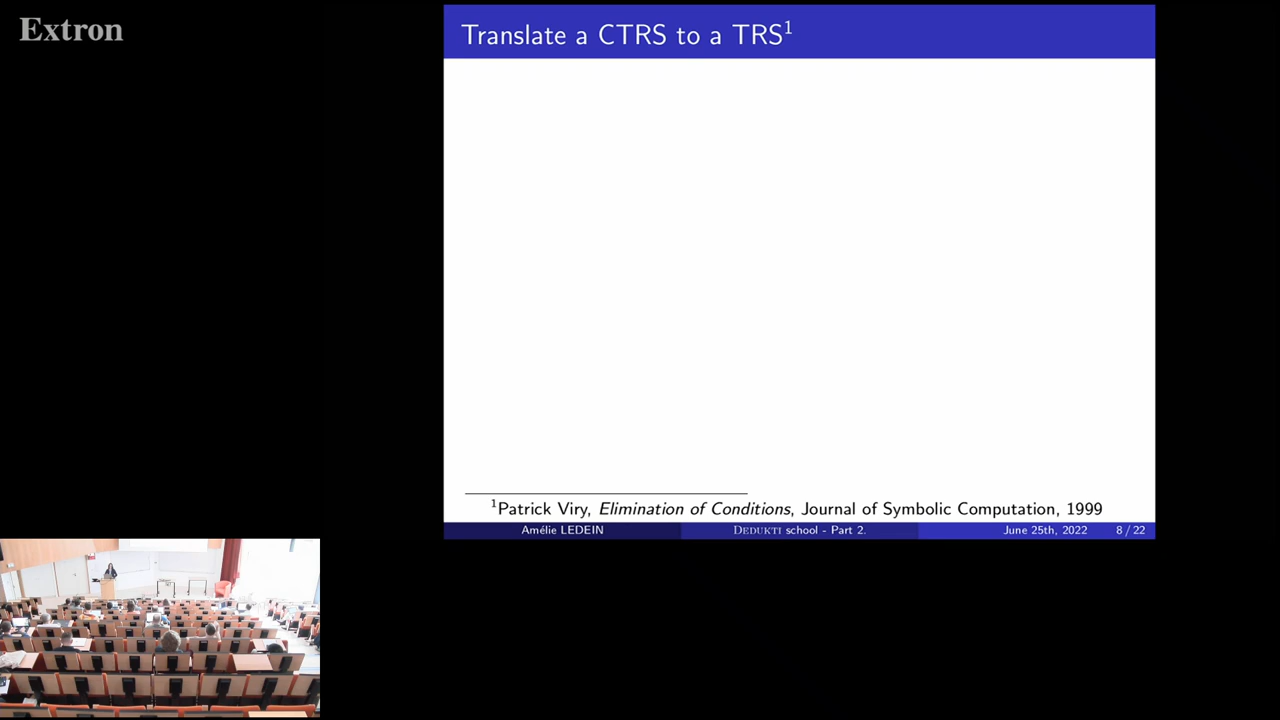 Extron
Translate a CTRS to a TRS¹
¹Patrick Viry, Elimination of Conditions, Journal of Symbolic Computation, 1999
Amélie LEDEIN DEDUKTI school - Part 2. June 25th, 2022 8 / 22